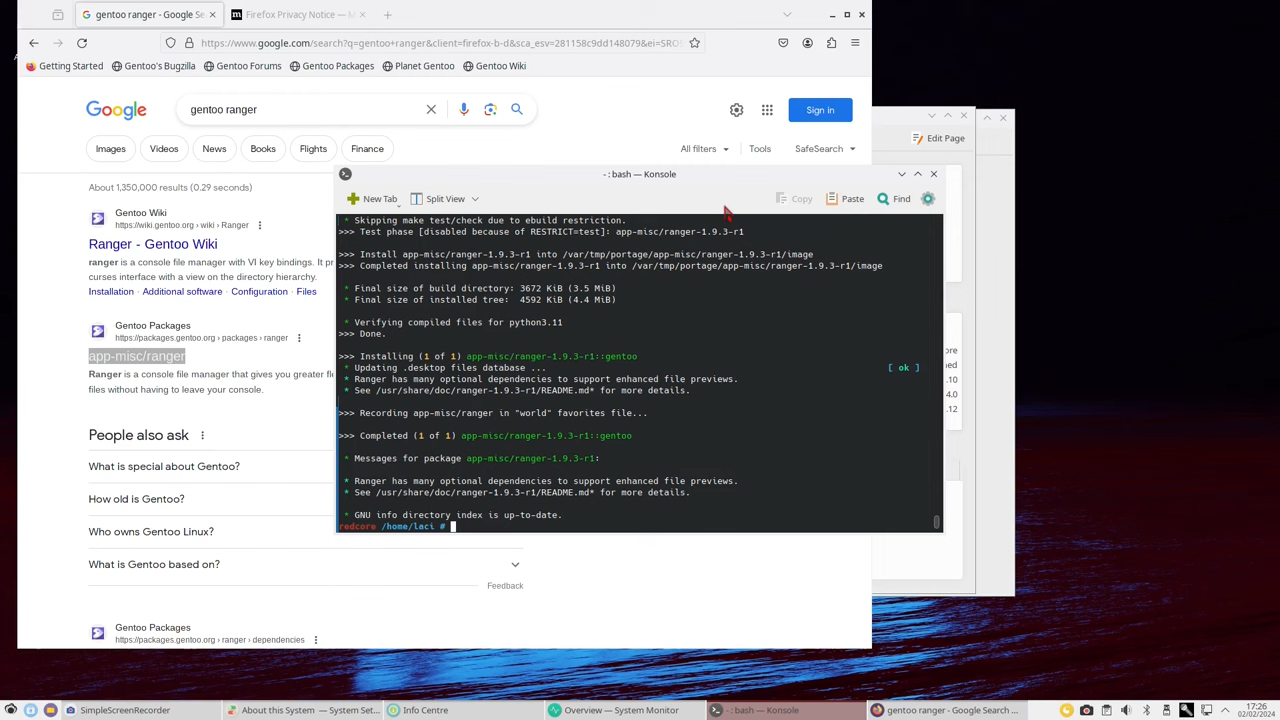 gentoo ranger - Google Se
Firefox Privacy Notice — M
https://www.google.com/search?q=gentoo+ranger&client=firefox-b-d&sca_esv=281158c9dd148079&ei=SROS
Getting Started
Gentoo's Bugzilla
Gentoo Forums
Gentoo Packages
Planet Gentoo
Gentoo Wiki
Google
gentoo ranger
Sign in
Edit Page
Images
Videos
News
Books
Flights
Finance
All filters
Tools
SafeSearch
About 1,350,000 results (0.29 seconds)
Gentoo Wiki
https://wiki.gentoo.org › wiki › Ranger
Ranger - Gentoo Wiki
ranger is a console file manager with VI key bindings. It
curses interface with a view on the directory hierarchy.
Installation · Additional software · Configuration · Files
Gentoo Packages
https://packages.gentoo.org › packages › ranger
app-misc/ranger
Ranger is a console file manager that gives you greater fl
files without having to leave your console.
People also ask
What is special about Gentoo?
How old is Gentoo?
Who owns Gentoo Linux?
What is Gentoo based on?
Feedback
Gentoo Packages
https://packages.gentoo.org › ranger › dependencies
- : bash — Konsole
New Tab
Split View
Copy
Paste
Find
* Skipping make test/check due to ebuild restriction.
>>> Test phase [disabled because of RESTRICT=test]: app-misc/ranger-1.9.3-r1
>>> Install app-misc/ranger-1.9.3-r1 into /var/tmp/portage/app-misc/ranger-1.9.3-r1/image
>>> Completed installing app-misc/ranger-1.9.3-r1 into /var/tmp/portage/app-misc/ranger-1.9.3-r1/image
* Final size of build directory: 3672 KiB (3.5 MiB)
* Final size of installed tree:  4592 KiB (4.4 MiB)
* Verifying compiled files for python3.11
>>> Done.
>>> Installing (1 of 1) app-misc/ranger-1.9.3-r1::gentoo
* Updating .desktop files database ... [ ok ]
* Ranger has many optional dependencies to support enhanced file previews.
* See /usr/share/doc/ranger-1.9.3-r1/README.md* for more details.
>>> Recording app-misc/ranger in "world" favorites file...
>>> Completed (1 of 1) app-misc/ranger-1.9.3-r1::gentoo
* Messages for package app-misc/ranger-1.9.3-r1:
* Ranger has many optional dependencies to support enhanced file previews.
* See /usr/share/doc/ranger-1.9.3-r1/README.md* for more details.
* GNU info directory index is up-to-date.
redcore /home/laci #
ore
ned
.10
4.0
.12
SimpleScreenRecorder
About this System — System Set...
Info Centre
Overview — System Monitor
- : bash — Konsole
gentoo ranger - Google Search ...
17:26
02/02/2024